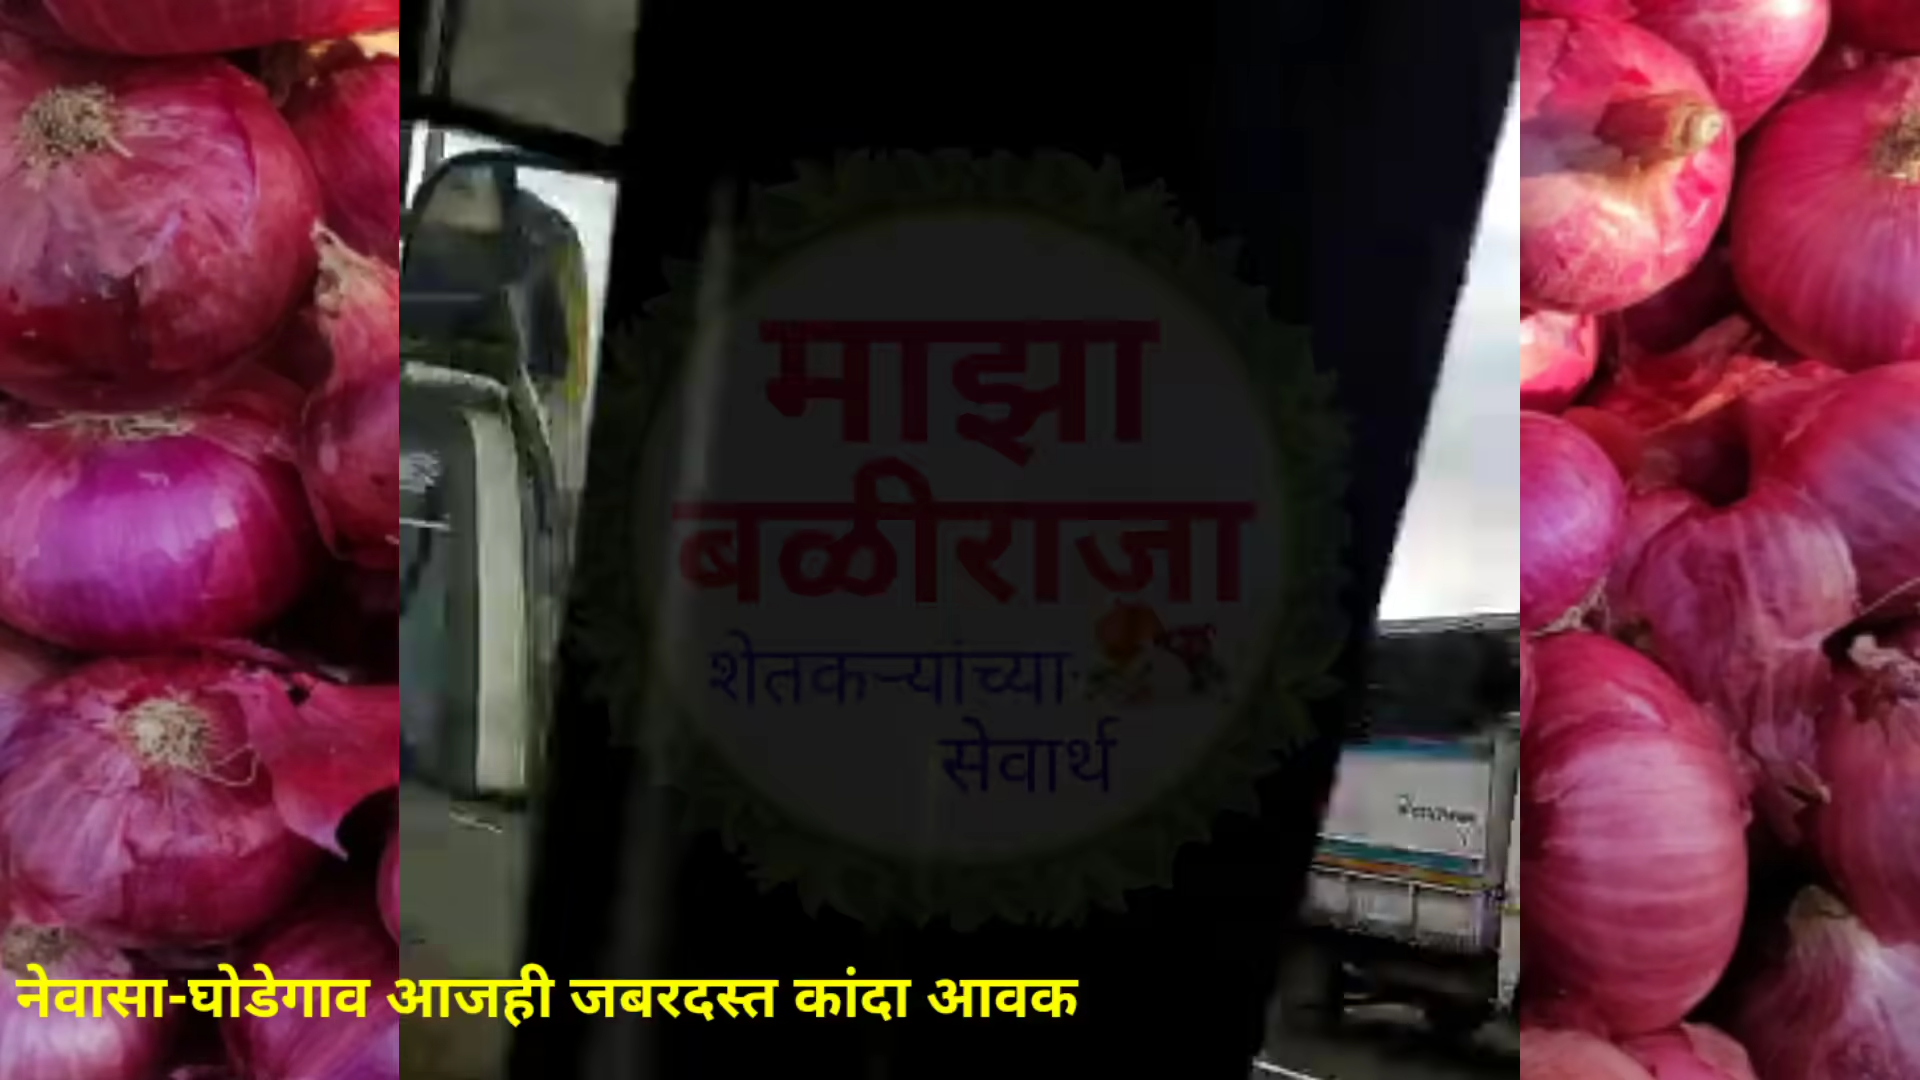 माझा
बळीराजा
शेतकऱ्यांच्या
सेवार्थ
नेवासा-घोडेगाव आजही जबरदस्त कांदा आवक